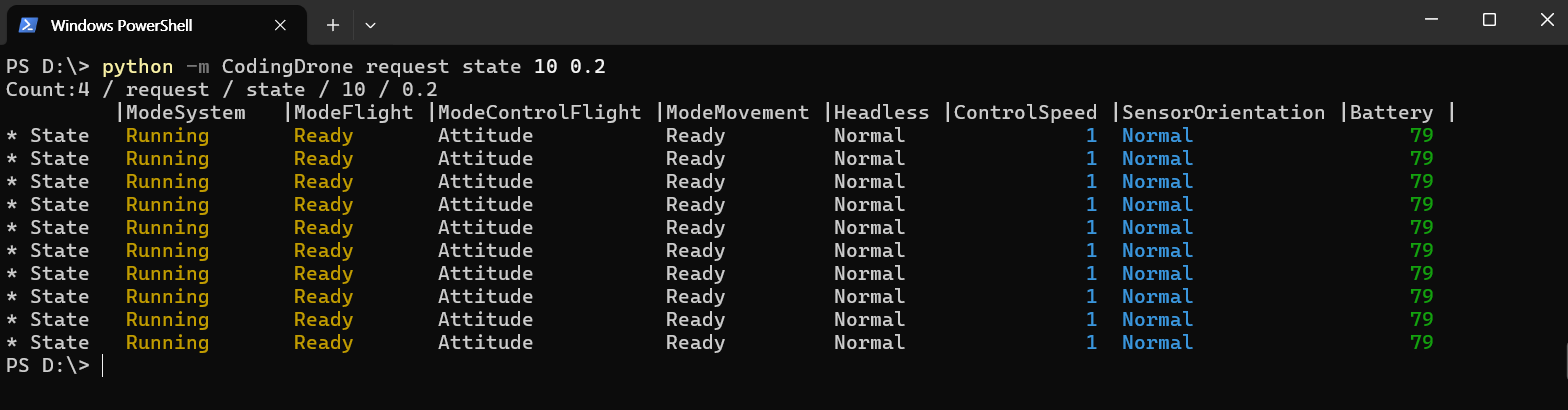 Windows PowerShell
PS D:\> python -m CodingDrone request state 10 0.2
Count:4 / request / state / 10 / 0.2
|ModeSystem |ModeFlight |ModeControlFlight |ModeMovement |Headless |ControlSpeed |SensorOrientation |Battery |
* State Running Ready Attitude Ready Normal 1 Normal 79
* State Running Ready Attitude Ready Normal 1 Normal 79
* State Running Ready Attitude Ready Normal 1 Normal 79
* State Running Ready Attitude Ready Normal 1 Normal 79
* State Running Ready Attitude Ready Normal 1 Normal 79
* State Running Ready Attitude Ready Normal 1 Normal 79
* State Running Ready Attitude Ready Normal 1 Normal 79
* State Running Ready Attitude Ready Normal 1 Normal 79
* State Running Ready Attitude Ready Normal 1 Normal 79
* State Running Ready Attitude Ready Normal 1 Normal 79
PS D:\>